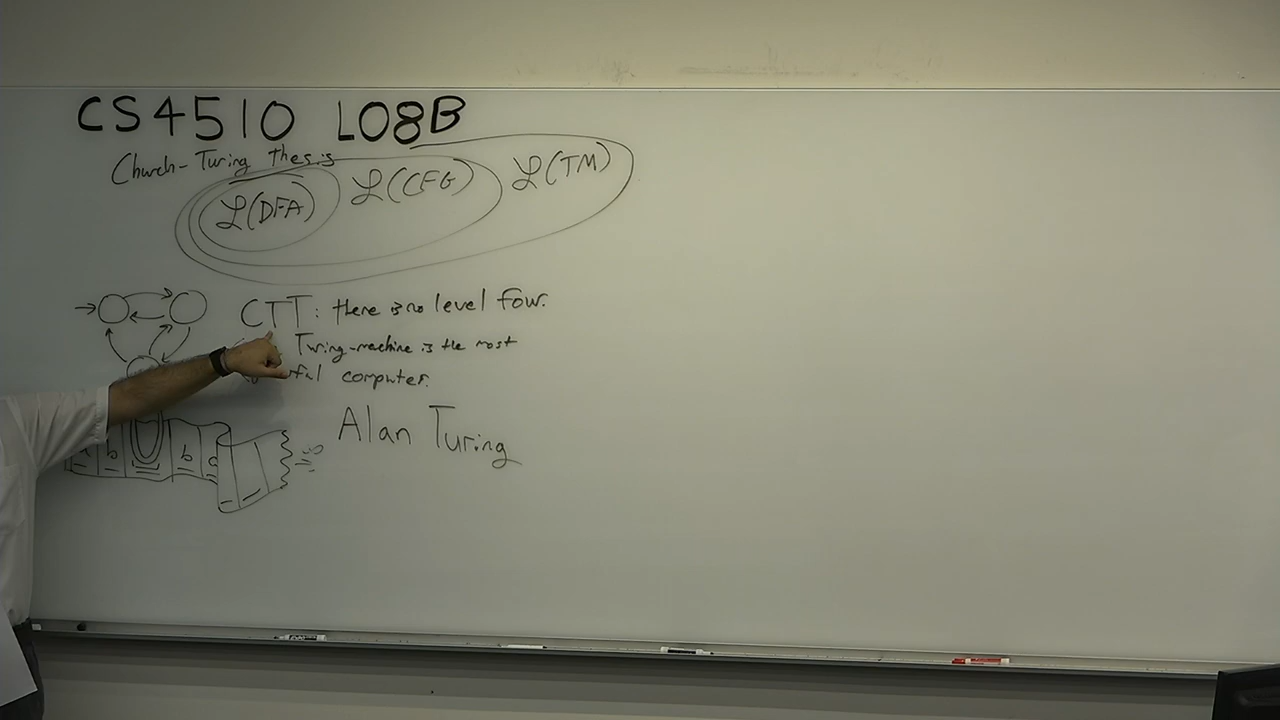 CS4510 L08B
Church-Turing thesis
L(DFA) L(CFG) L(TM)
CTT: there is no level four.
Turing-machine is the most
ful computer.
Alan Turing
b b